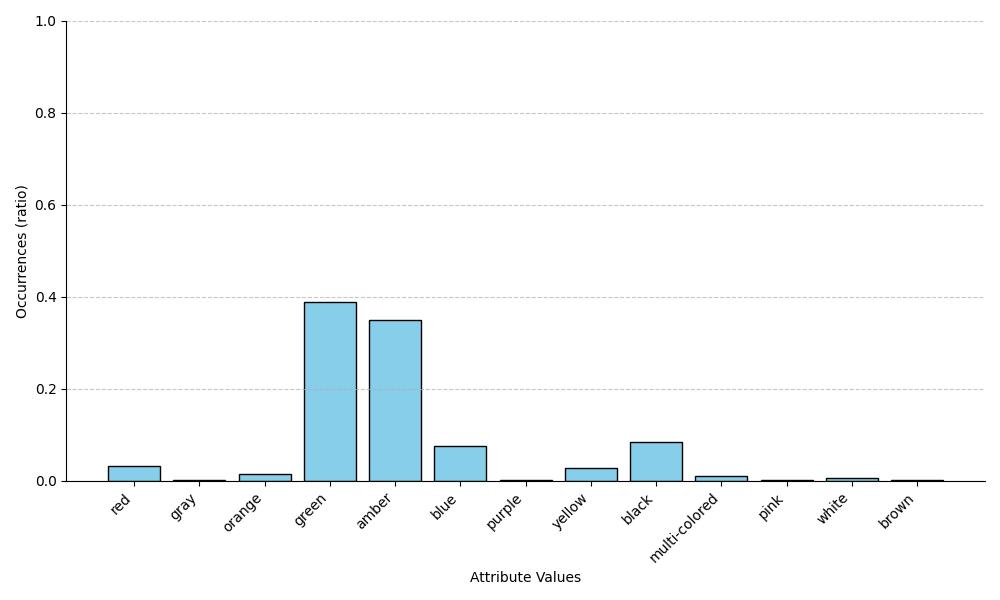 1.0
0.8
0.6
0.4
0.2
0.0
Occurrences (ratio)
red
gray
orange
green
amber
blue
purple
yellow
black
multi-colored
pink
white
brown
Attribute Values